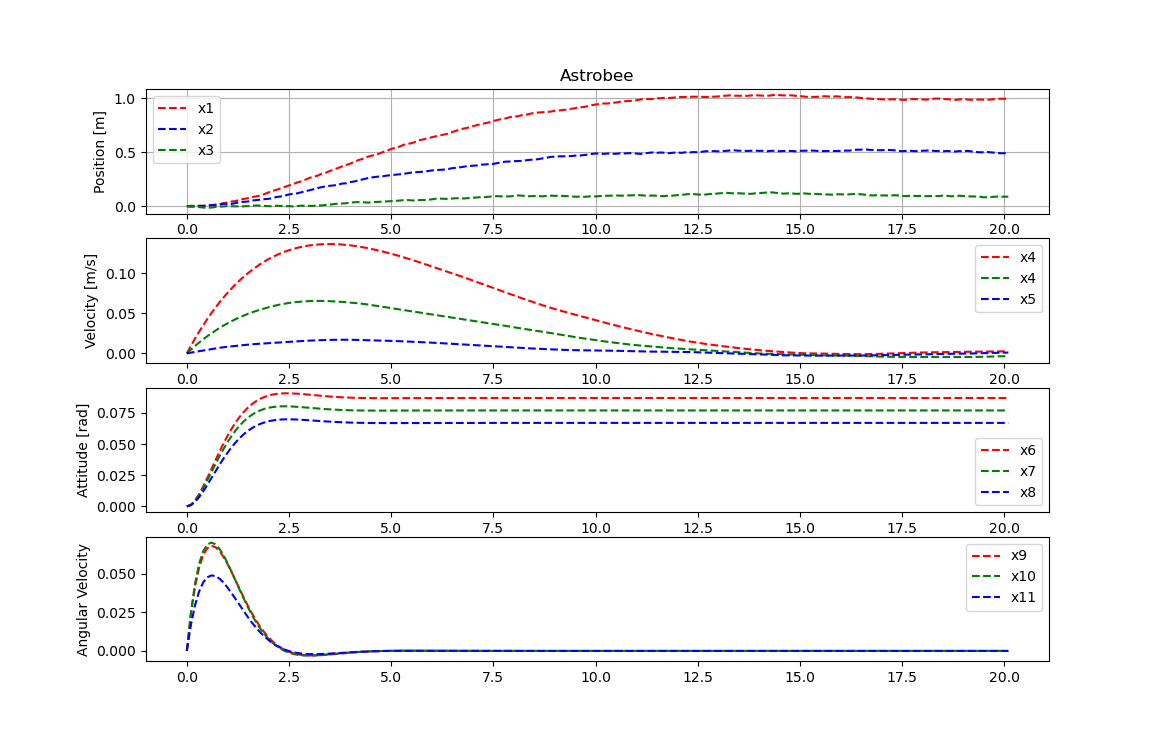 Astrobee
Position [m]
1.0
0.5
0.0
x1
x2
x3
0.0 2.5 5.0 7.5 10.0 12.5 15.0 17.5 20.0
Velocity [m/s]
0.10
0.05
0.00
x4
x4
x5
0.0 2.5 5.0 7.5 10.0 12.5 15.0 17.5 20.0
Attitude [rad]
0.075
0.050
0.025
0.000
x6
x7
x8
0.0 2.5 5.0 7.5 10.0 12.5 15.0 17.5 20.0
Angular Velocity
0.050
0.025
0.000
x9
x10
x11
0.0 2.5 5.0 7.5 10.0 12.5 15.0 17.5 20.0